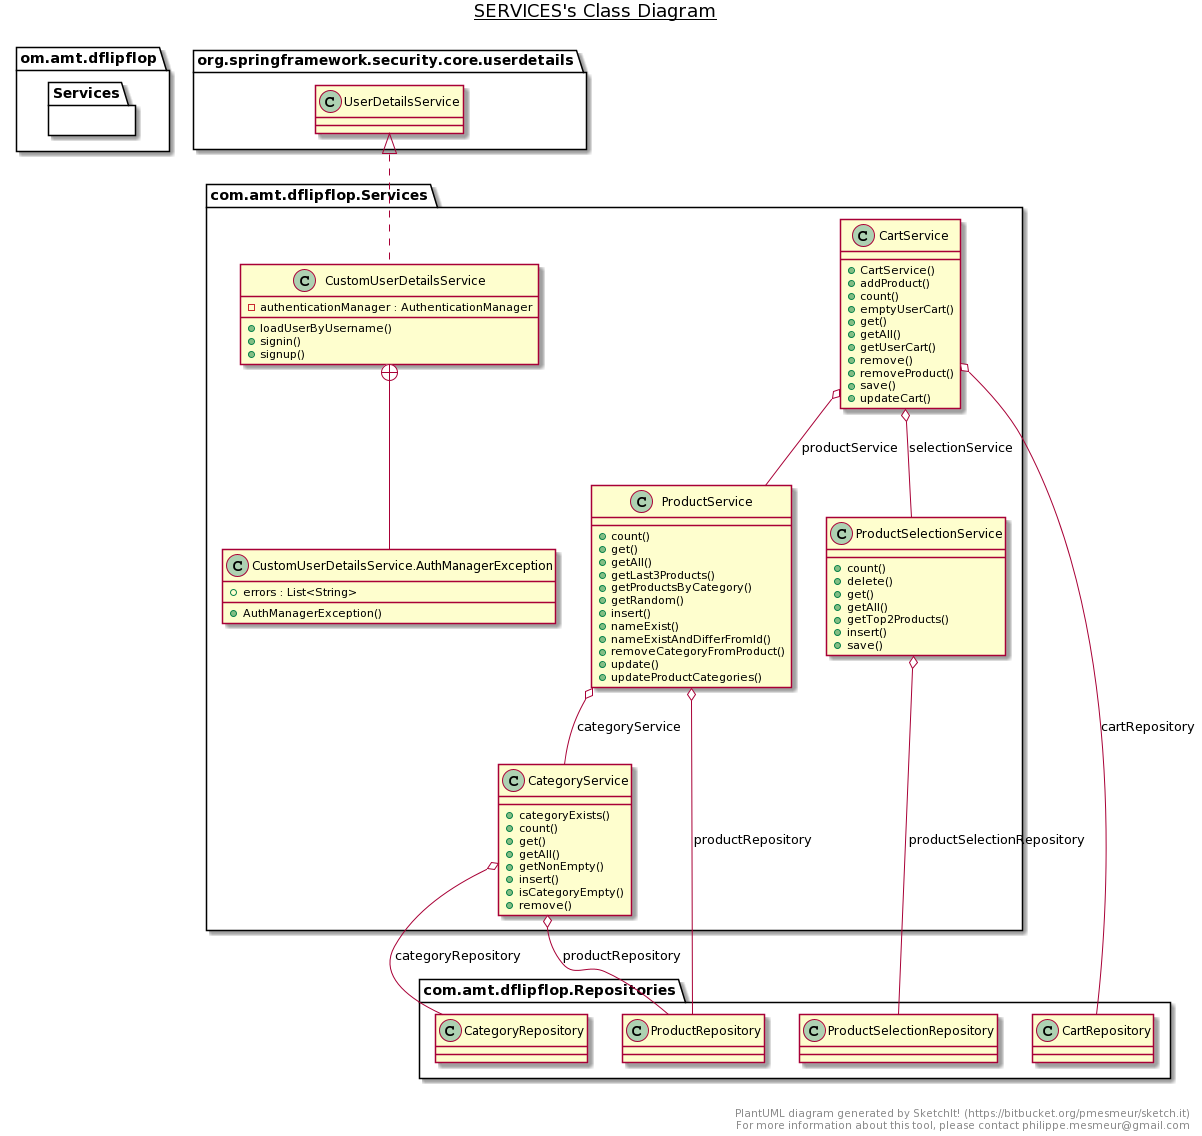 SERVICES's Class Diagram
om.amt.dflipflop
Services
org.springframework.security.core.userdetails
C UserDetailsService
com.amt.dflipflop.Services
C CustomUserDetailsService
authenticationManager : AuthenticationManager
loadUserByUsername()
signin()
signup()
C CartService
CartService()
addProduct()
count()
emptyUserCart()
get()
getAll()
getUserCart()
remove()
removeProduct()
save()
updateCart()
productService
selectionService
C ProductService
count()
get()
getAll()
getLast3Products()
getProductsByCategory()
getRandom()
insert()
nameExist()
nameExistAndDifferFromId()
removeCategoryFromProduct()
update()
updateProductCategories()
C ProductSelectionService
count()
delete()
get()
getAll()
getTop2Products()
insert()
save()
C CustomUserDetailsService.AuthManagerException
errors : List<String>
AuthManagerException()
categoryService
cartRepository
C CategoryService
categoryExists()
count()
get()
getAll()
getNonEmpty()
insert()
isCategoryEmpty()
remove()
productRepository
productSelectionRepository
categoryRepository
productRepository
com.amt.dflipflop.Repositories
C CategoryRepository
C ProductRepository
C ProductSelectionRepository
C CartRepository
PlantUML diagram generated by SketchIt! (https://bitbucket.org/pmesmeur/sketch.it)
For more information about this tool, please contact philippe.mesmeur@gmail.com